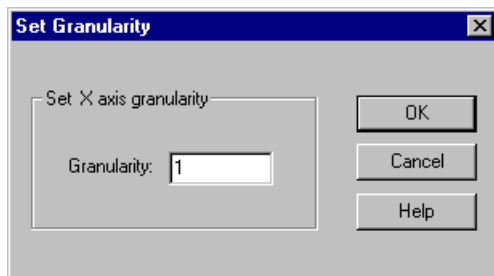 Set Granularity
Set X axis granularity
Granularity: 1
OK
Cancel
Help